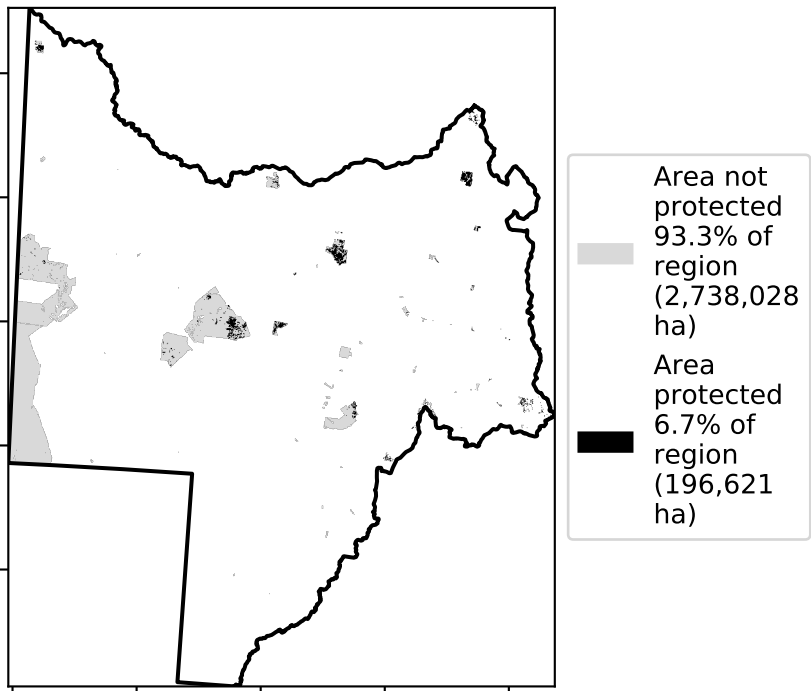 Area not
protected
93.3% of
region
(2,738,028
ha)
Area
protected
6.7% of
region
(196,621
ha)